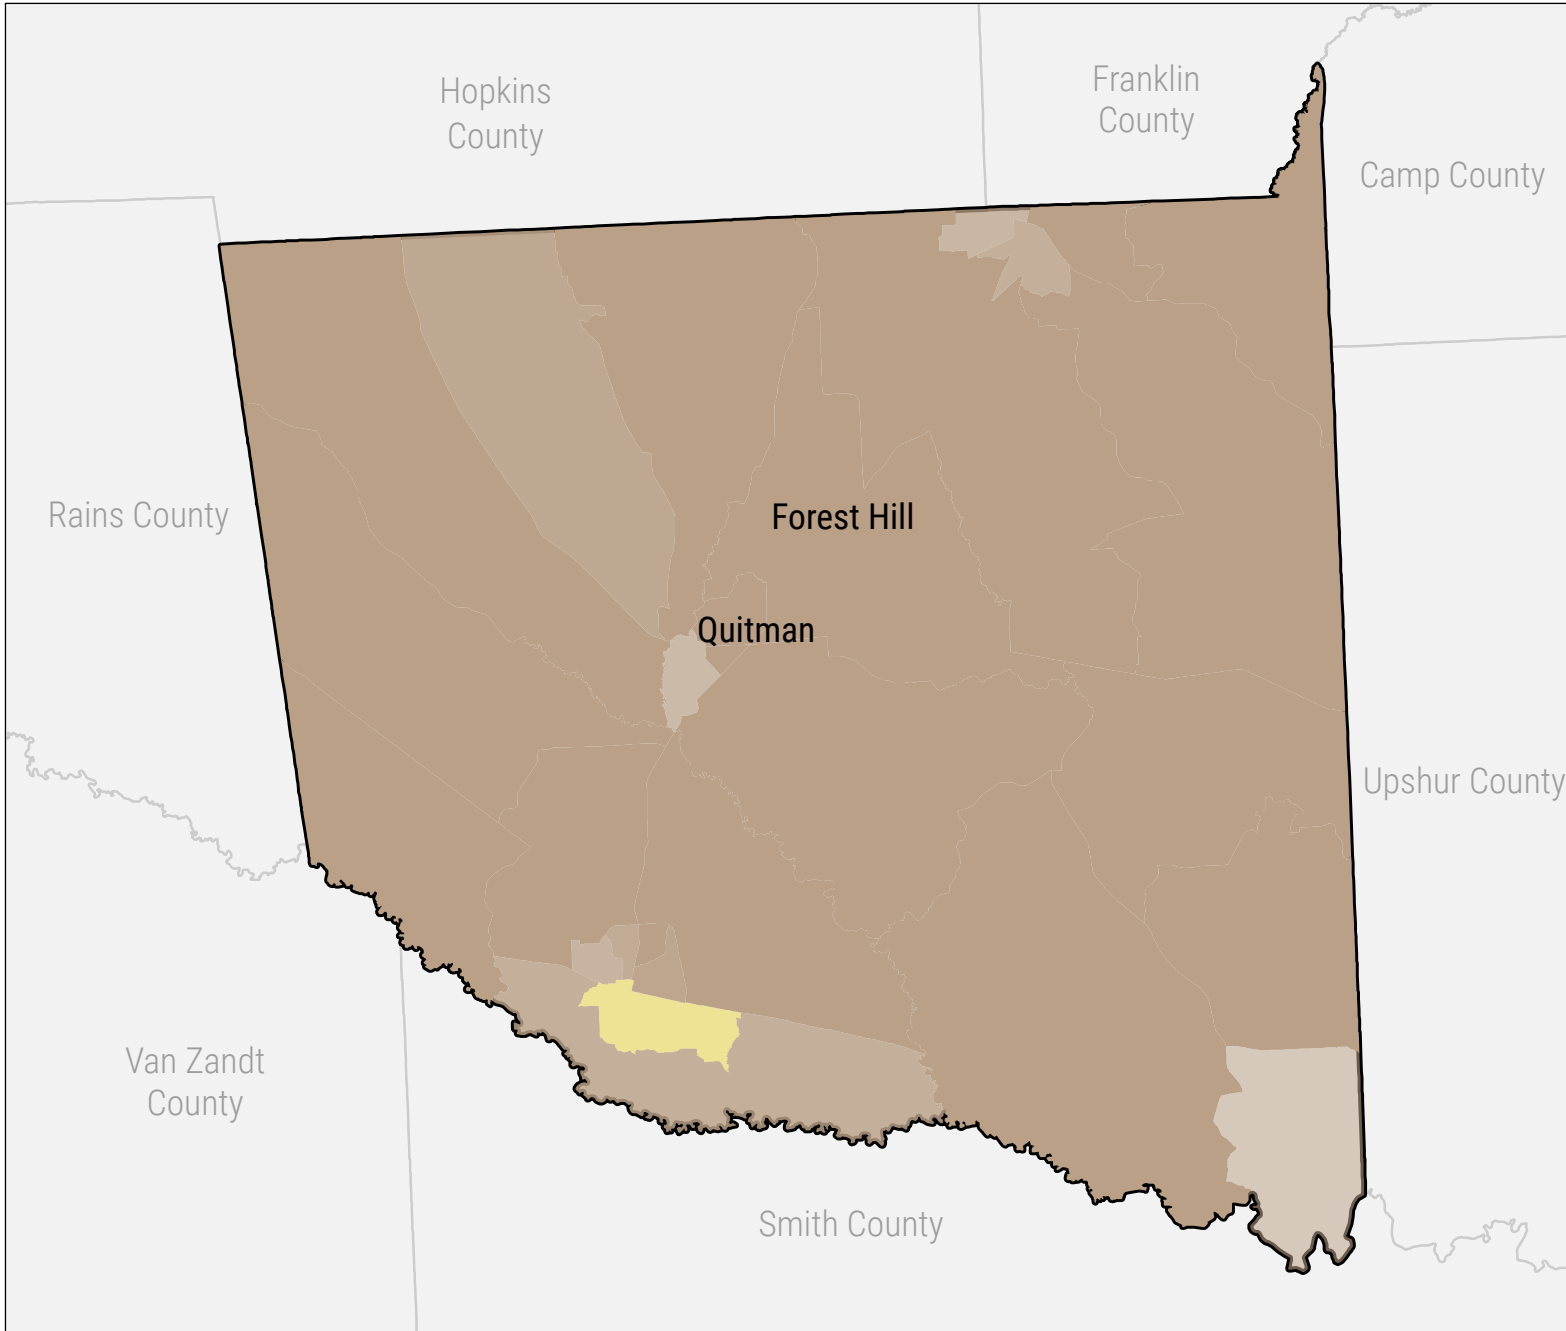 Hopkins
County
Franklin
County
Camp County
Rains County
Forest Hill
Quitman
Upshur County
Van Zandt
County
Smith County